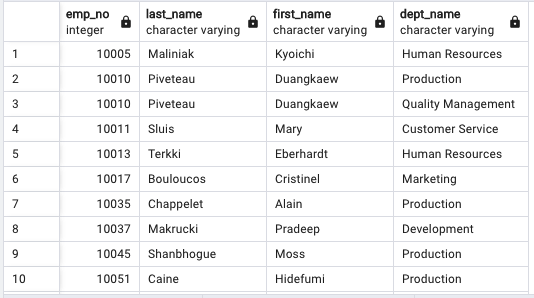 emp_no last_name first_name dept_name
integer character varying character varying character varying
1 10005 Maliniak Kyoichi Human Resources
2 10010 Piveteau Duangkaew Production
3 10010 Piveteau Duangkaew Quality Management
4 10011 Sluis Mary Customer Service
5 10013 Terkki Eberhardt Human Resources
6 10017 Bouloucos Cristinel Marketing
7 10035 Chappelet Alain Production
8 10037 Makrucki Pradeep Development
9 10045 Shanbhogue Moss Production
10 10051 Caine Hidefumi Production